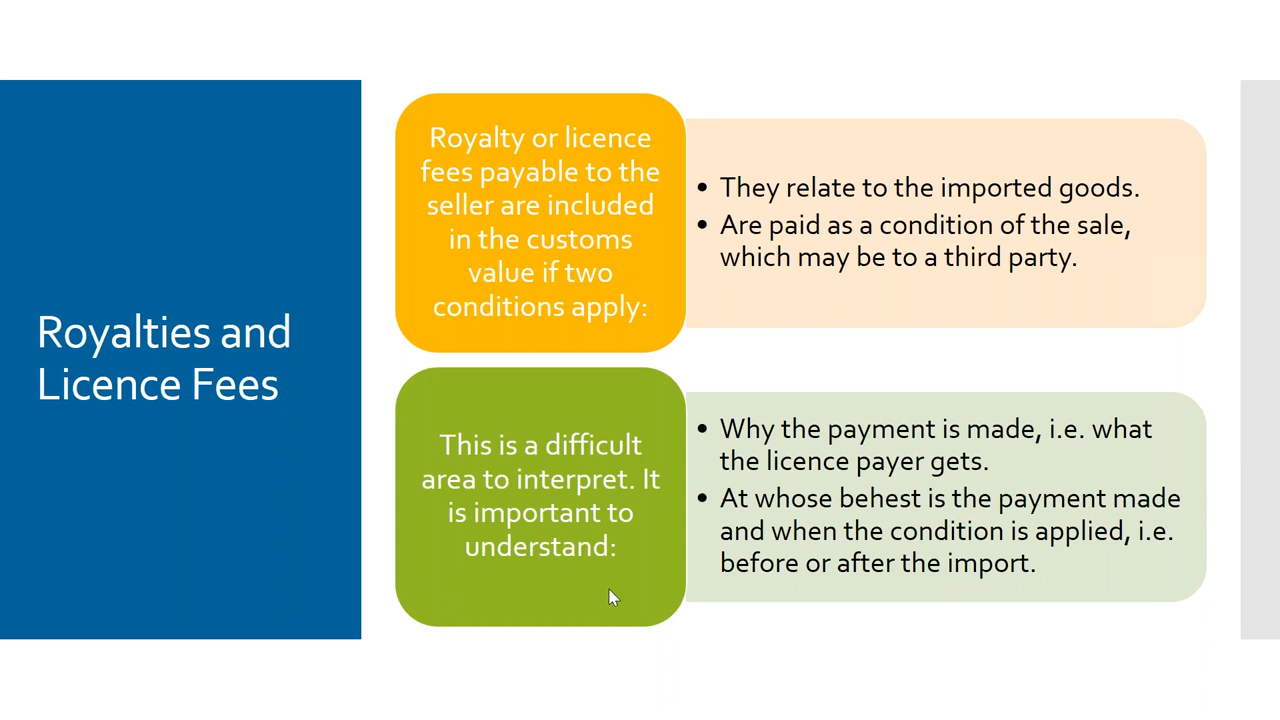 Royalties and
Licence Fees
Royalty or licence
fees payable to the
seller are included
in the customs
value if two
conditions apply:
• They relate to the imported goods.
• Are paid as a condition of the sale,
which may be to a third party.
This is a difficult
area to interpret. It
is important to
understand:
• Why the payment is made, i.e. what
the licence payer gets.
• At whose behest is the payment made
and when the condition is applied, i.e.
before or after the import.